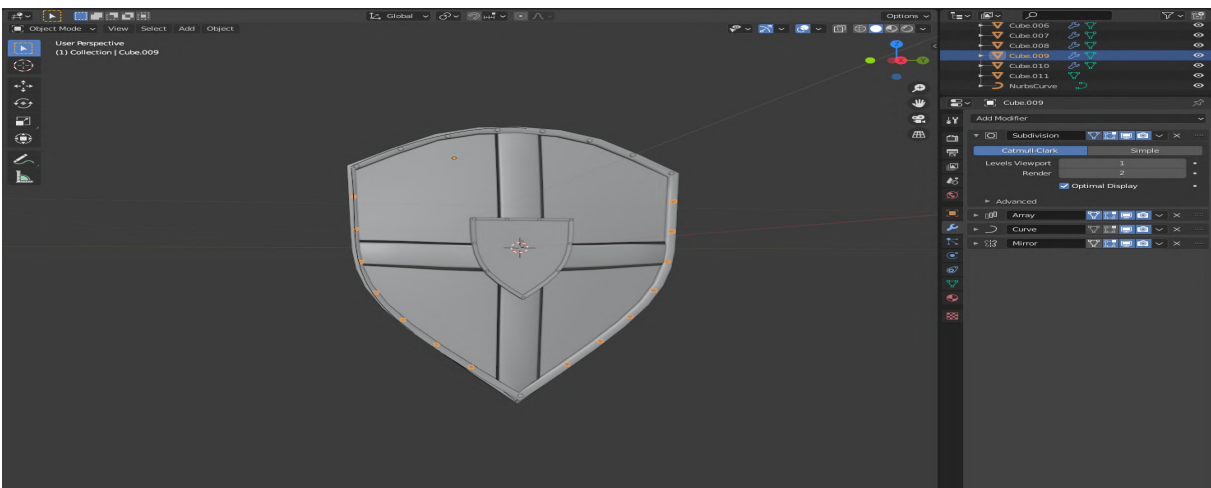 Global
Options
Object Mode View Select Add Object
User Perspective
(1) Collection | Cube.009
Z
Y
X
Cube.006
Cube.007
Cube.008
Cube.009
Cube.010
Cube.011
NurbsCurve
Cube.009
Add Modifier
Subdivision
Catmull-Clark Simple
Levels Viewport 1
Render 2
Optimal Display
Advanced
Array
Curve
Mirror